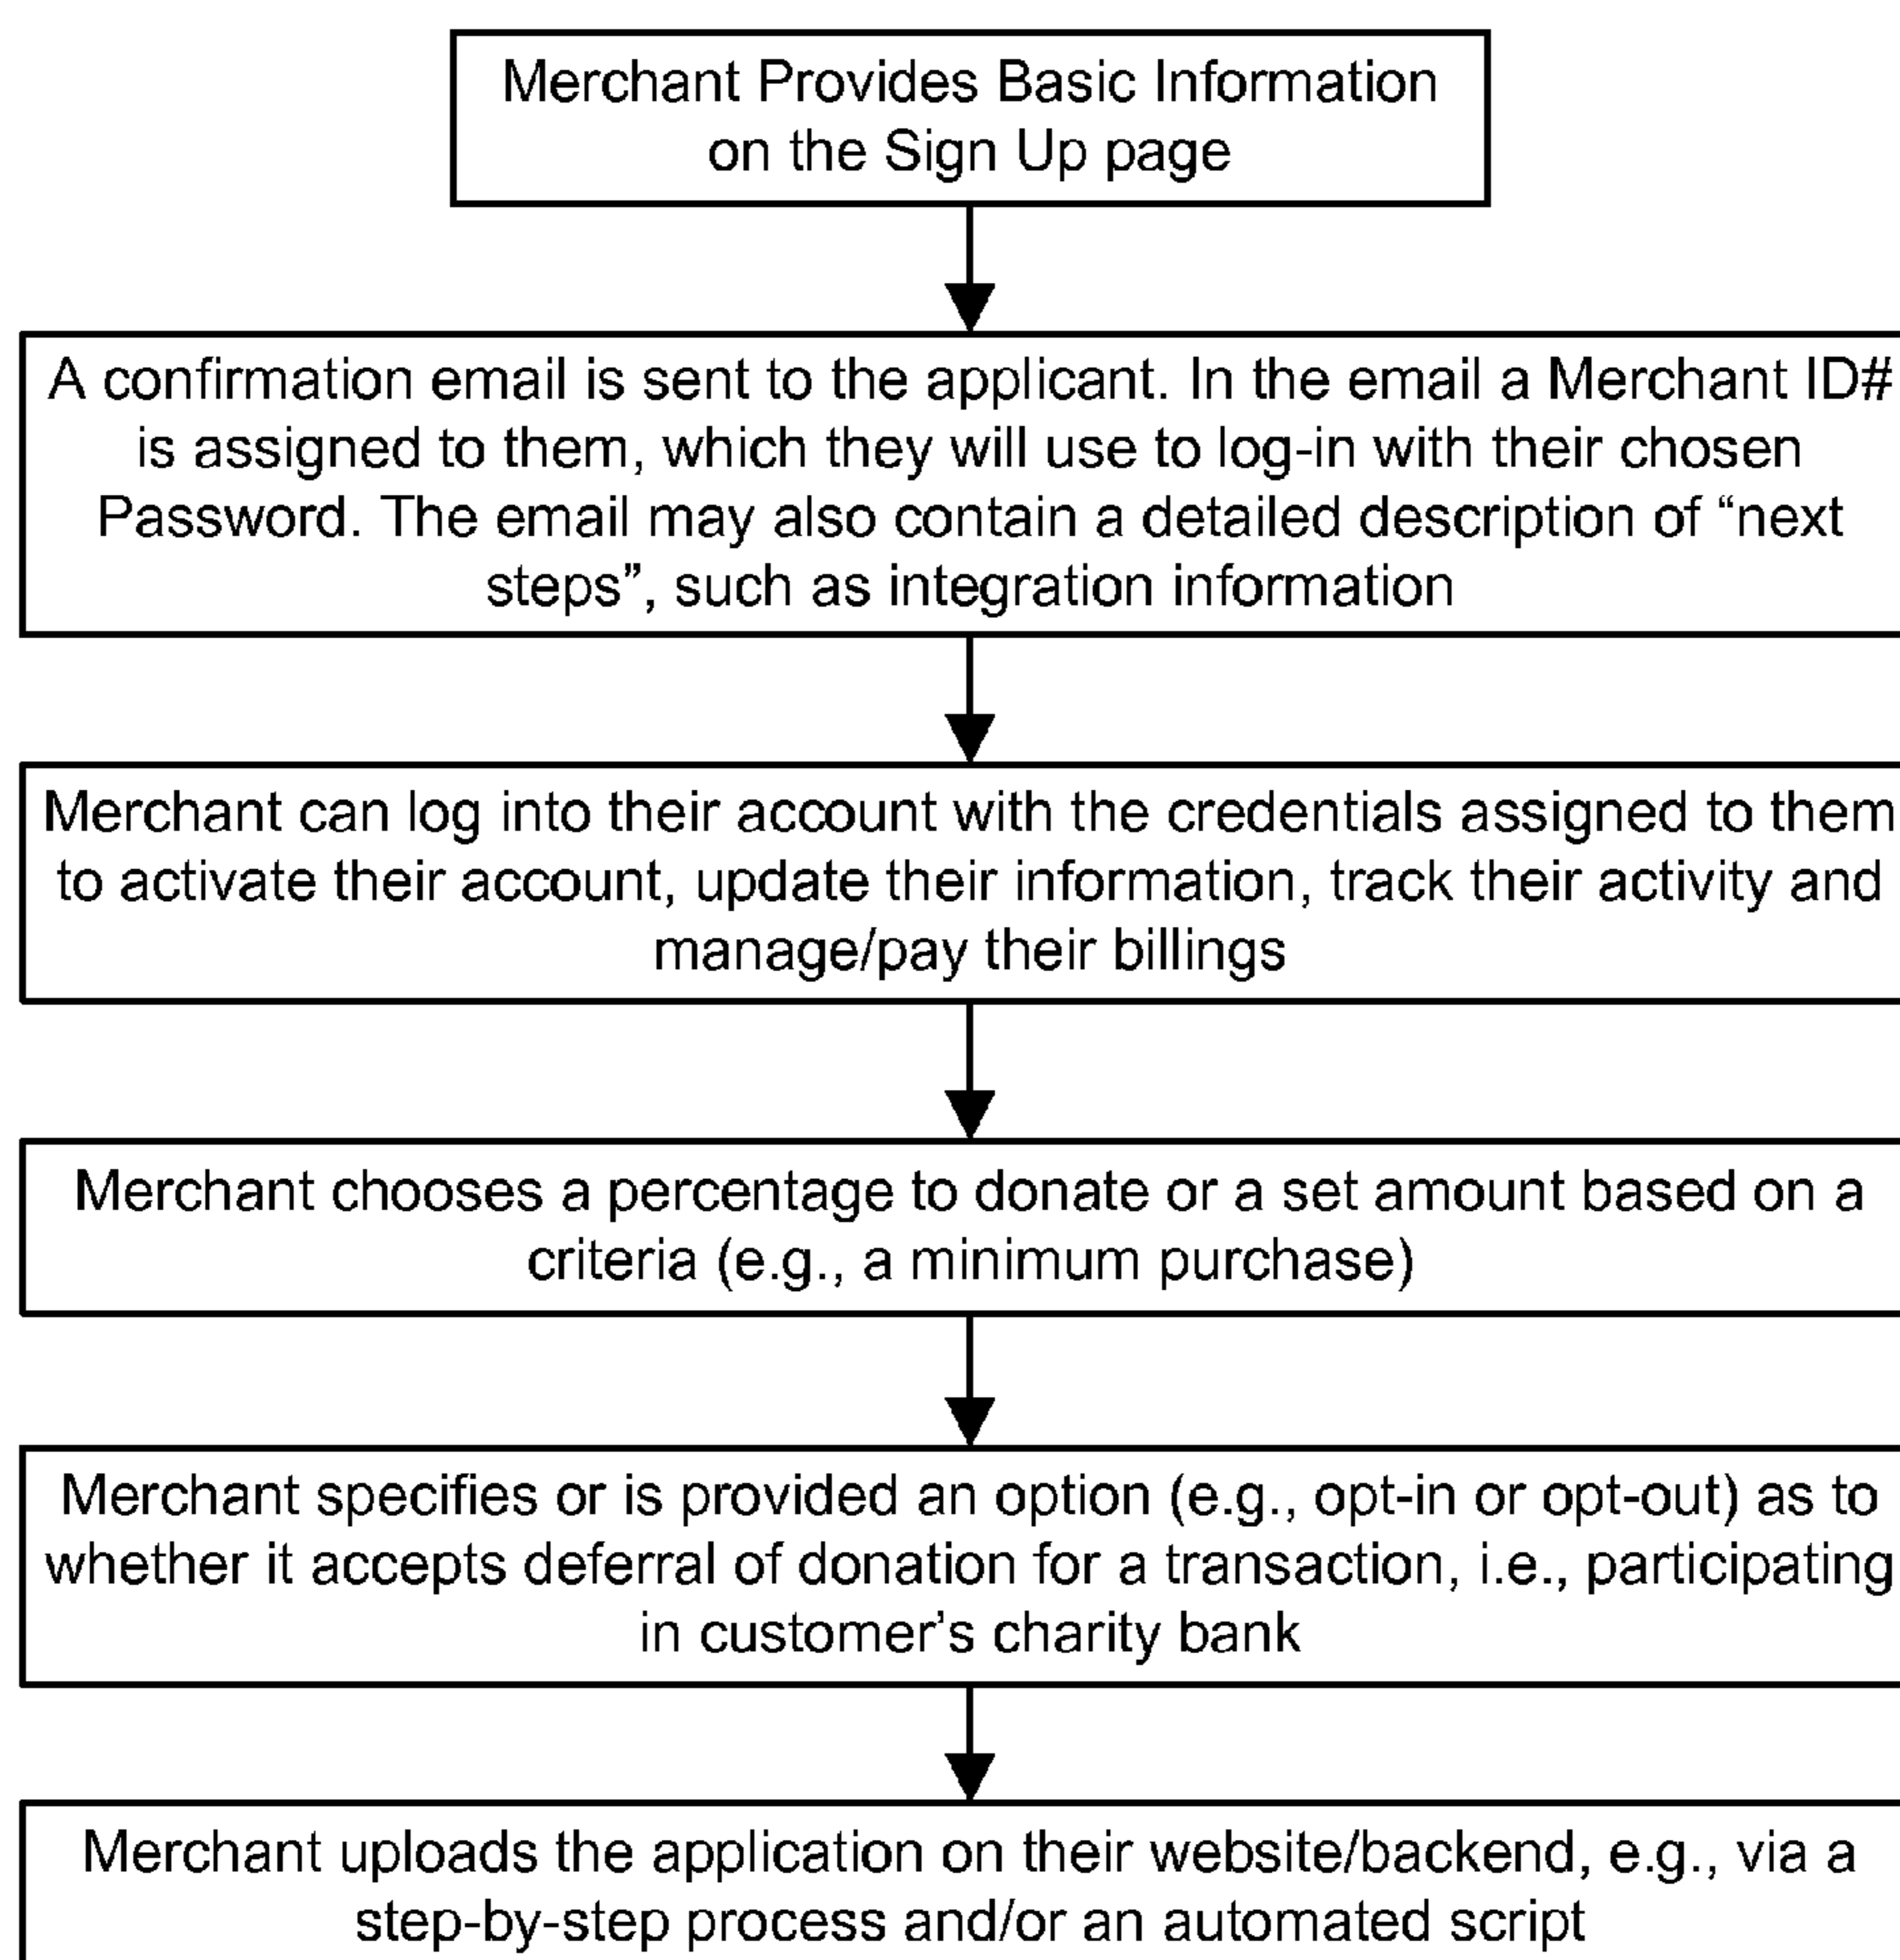 Merchant Provides Basic Information
on the Sign Up page
A confirmation email is sent to the applicant. In the email a Merchant ID#
is assigned to them, which they will use to log-in with their chosen
Password. The email may also contain a detailed description of “next
steps”, such as integration information
Merchant can log into their account with the credentials assigned to them
to activate their account, update their information, track their activity and
manage/pay their billings
Merchant chooses a percentage to donate or a set amount based on a
criteria (e.g., a minimum purchase)
Merchant specifies or is provided an option (e.g., opt-in or opt-out) as to
whether it accepts deferral of donation for a transaction, i.e., participating
in customer’s charity bank
Merchant uploads the application on their website/backend, e.g., via a
step-by-step process and/or an automated script